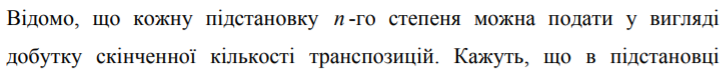 Відомо, що кожну підстановку n-го степеня можна подати у вигляді
добутку скінченної кількості транспозицій. Кажуть, що в підстановці